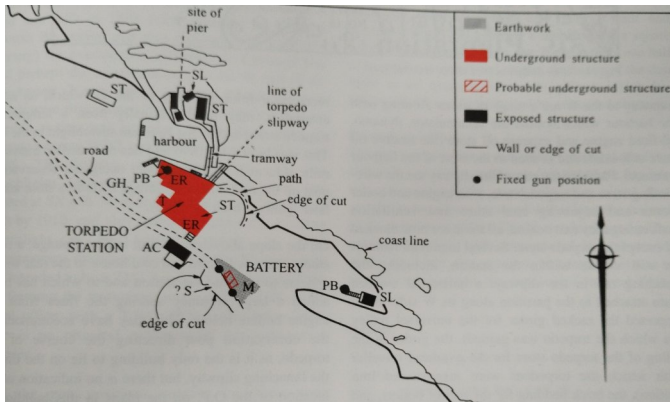 site of
pier
SL
ST
ST
line of
torpedo
slipway
harbour
road
tramway
PB
ER
path
GH
T
ST
edge of cut
ER
TORPEDO
STATION
AC
coast line
BATTERY
PB
SL
M
? S
edge of cut
Earthwork
Underground structure
Probable underground structure
Exposed structure
Wall or edge of cut
Fixed gun position